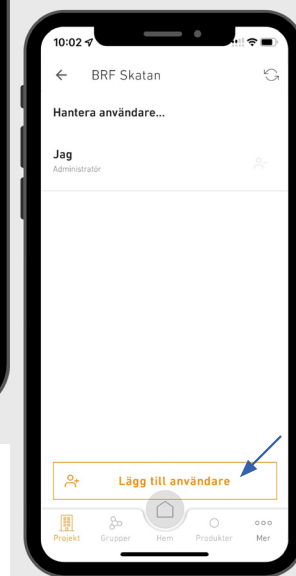 10:02
BRF Skatan
Hantera användare...
Jag
Administratör
Lägg till användare
Projekt Grupper Hem Produkter Mer